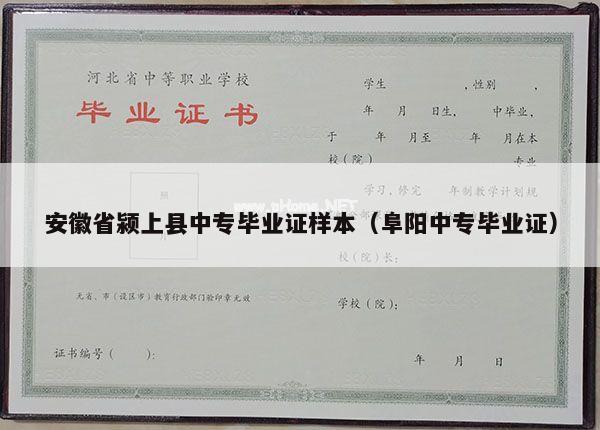 河北省中等职业学校
毕业证书
照
片
无省、市(设区市)教育行政部门验印章无效
证书编号( ):
学生 ，性别 ，
年 月 日生， 中毕业，
于 年 月至 年 月在本
校(院) 专业
学习,修完 年制教学计划规
安徽省颍上县中专毕业证样本（阜阳中专毕业证）
校(院)长:
学校(院):
年 月 日